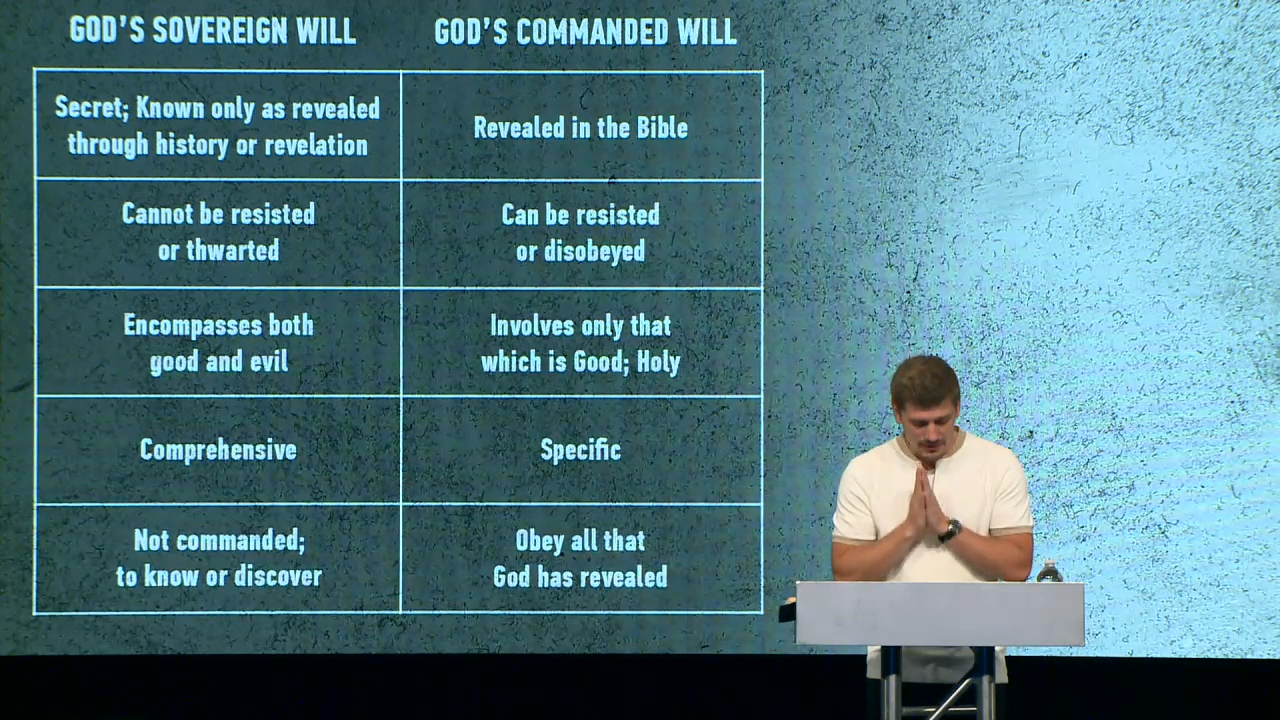 GOD'S SOVEREIGN WILL
GOD'S COMMANDED WILL
Secret; Known only as revealed
through history or revelation
Revealed in the Bible
Cannot be resisted
or thwarted
Can be resisted
or disobeyed
Encompasses both
good and evil
Involves only that
which is Good; Holy
Comprehensive
Specific
Not commanded;
to know or discover
Obey all that
God has revealed